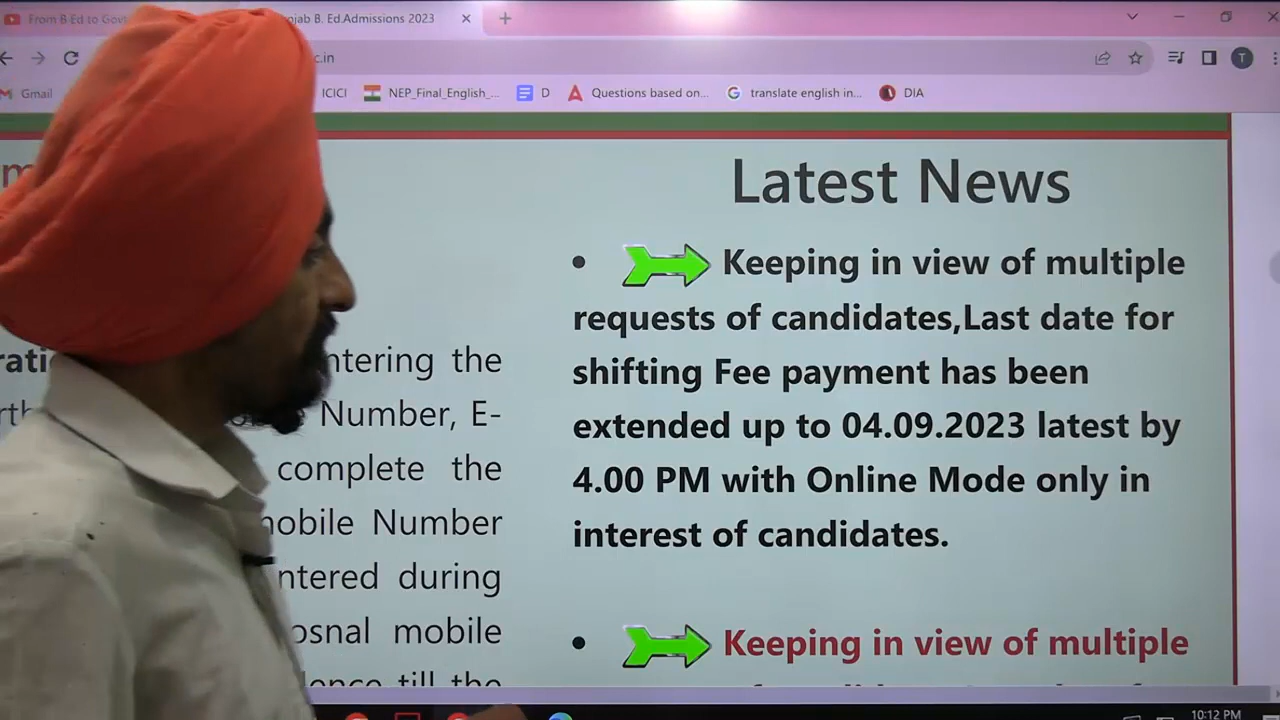 From B Ed to Govt
Punjab B. Ed.Admissions 2023
c.in
Gmail
ICICI
NEP_Final_English_...
D
Questions based on...
translate english in...
DIA
T
Latest News
Keeping in view of multiple
requests of candidates,Last date for
shifting Fee payment has been
extended up to 04.09.2023 latest by
4.00 PM with Online Mode only in
interest of candidates.
Keeping in view of multiple
ntering the
Number, E-
complete the
mobile Number
ntered during
osnal mobile
till the
10:12 PM